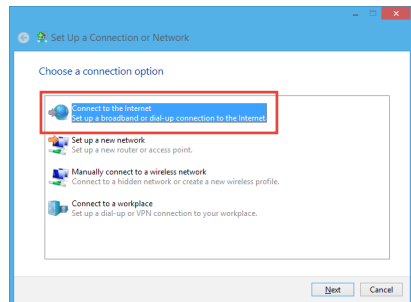 Set Up a Connection or Network
Choose a connection option
Connect to the Internet
Set up a broadband or dial-up connection to the Internet.
Set up a new network
Set up a new router or access point.
Manually connect to a wireless network
Connect to a hidden network or create a new wireless profile.
Connect to a workplace
Set up a dial-up or VPN connection to your workplace.
Next Cancel